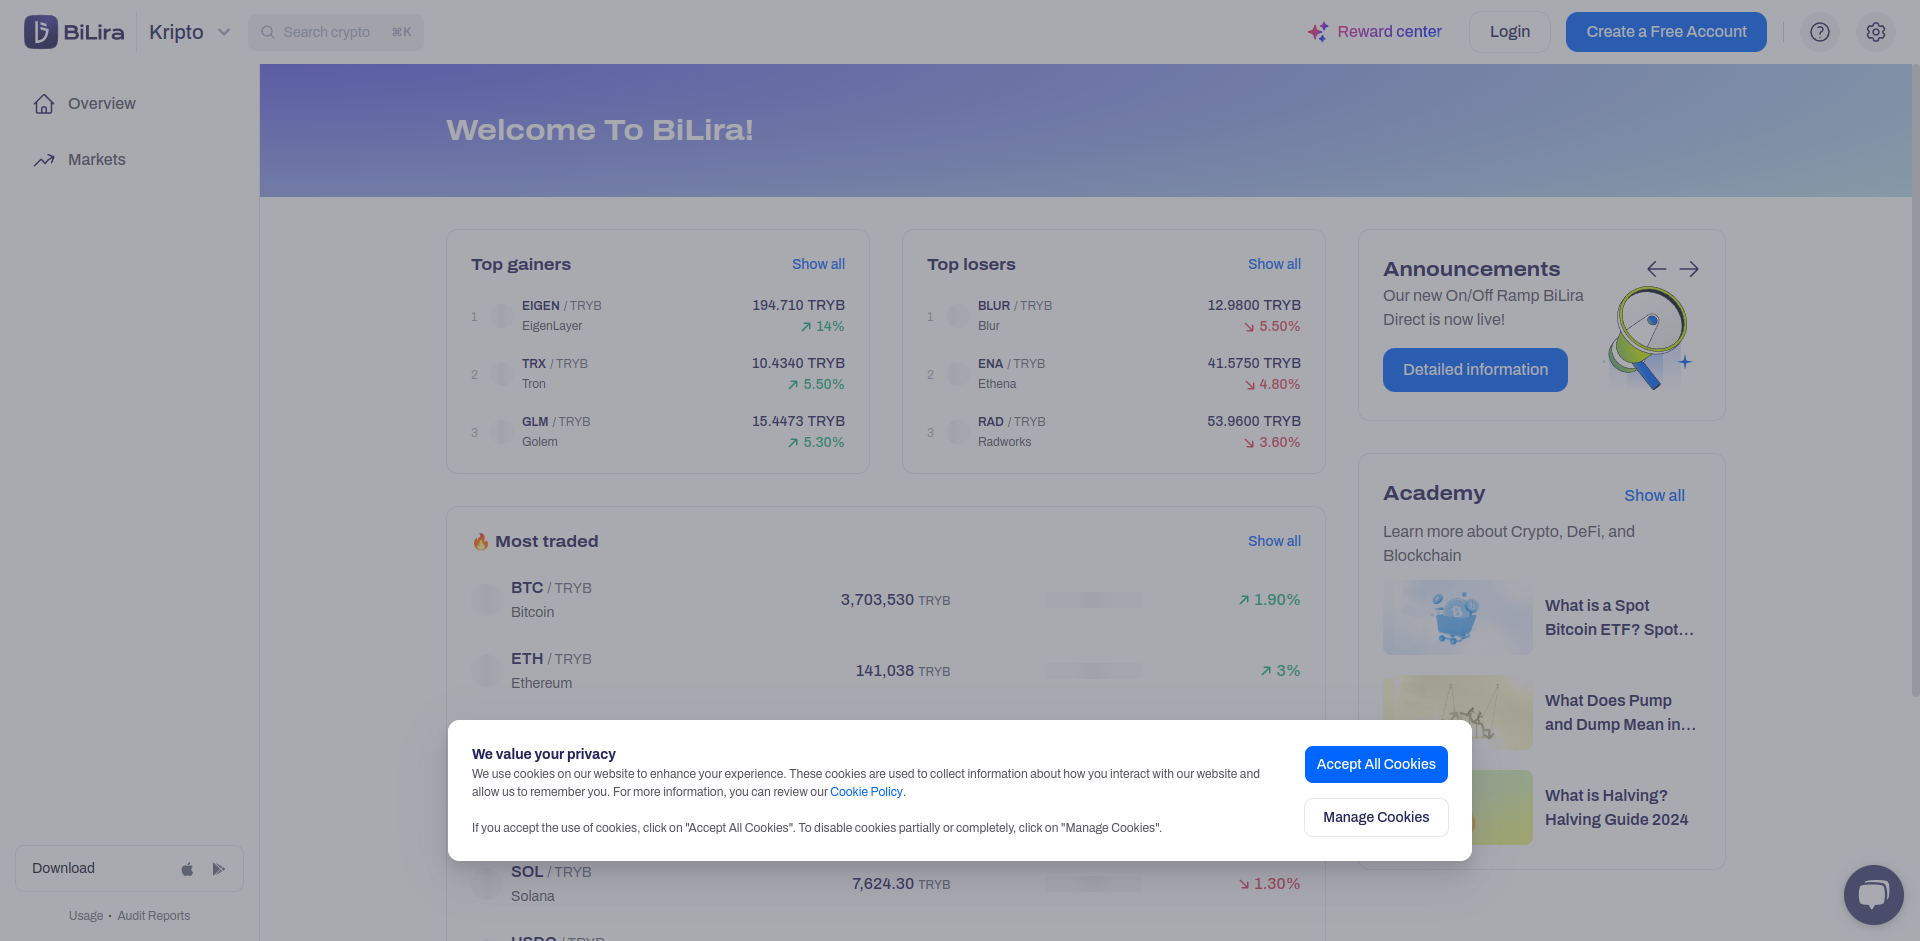 BiLira
Kripto
Search crypto ⌘K
Reward center
Login
Create a Free Account
Overview
Markets
Welcome To BiLira!
Top gainers
Show all
1
EIGEN / TRYB
194.710 TRYB
EigenLayer
14%
2
TRX / TRYB
10.4340 TRYB
Tron
5.50%
3
GLM / TRYB
15.4473 TRYB
Golem
5.30%
Top losers
Show all
1
BLUR / TRYB
12.9800 TRYB
Blur
5.50%
2
ENA / TRYB
41.5750 TRYB
Ethena
4.80%
3
RAD / TRYB
53.9600 TRYB
Radworks
3.60%
Announcements
Our new On/Off Ramp BiLira
Direct is now live!
Detailed information
🔥 Most traded
Show all
BTC / TRYB
Bitcoin
3,703,530 TRYB
1.90%
ETH / TRYB
Ethereum
141,038 TRYB
3%
Academy
Show all
Learn more about Crypto, DeFi, and
Blockchain
What is a Spot
Bitcoin ETF? Spot...
What Does Pump
and Dump Mean in...
What is Halving?
Halving Guide 2024
We value your privacy
We use cookies on our website to enhance your experience. These cookies are used to collect information about how you interact with our website and
allow us to remember you. For more information, you can review our Cookie Policy.
If you accept the use of cookies, click on "Accept All Cookies". To disable cookies partially or completely, click on "Manage Cookies".
Accept All Cookies
Manage Cookies
SOL / TRYB
Solana
7,624.30 TRYB
1.30%
Download
Usage • Audit Reports